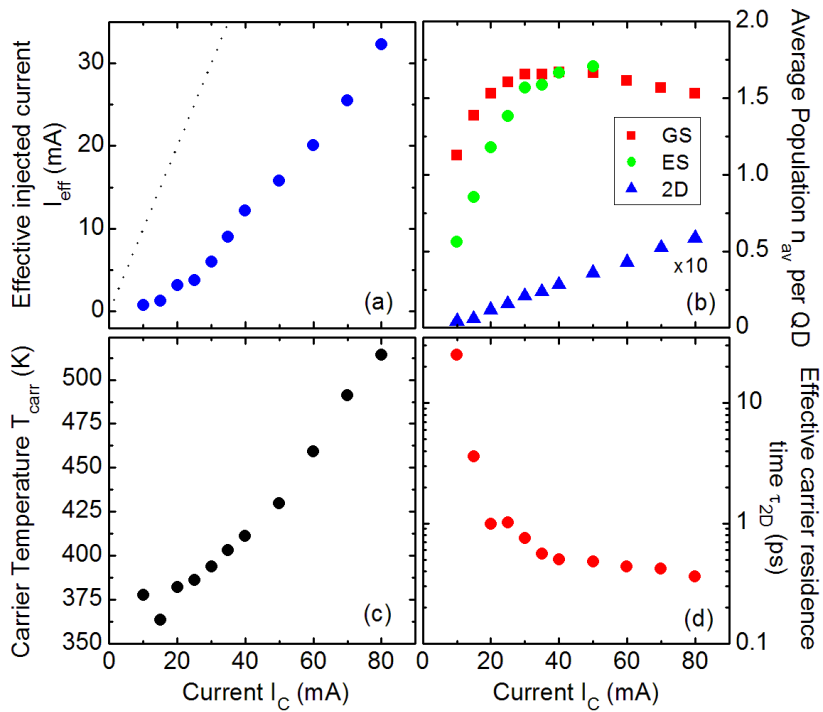 Effective injected current
I_eff (mA)
30
20
10
0
(a)
2.0
1.5
1.0
0.5
0
Average Population n_av per QD
GS
ES
2D
x10
(b)
Carrier Temperature T_carr (K)
500
475
450
425
400
375
350
(c)
0 20 40 60 80
Current I_C (mA)
10
1
0.1
Effective carrier residence
time τ_2D (ps)
(d)
0 20 40 60 80
Current I_C (mA)